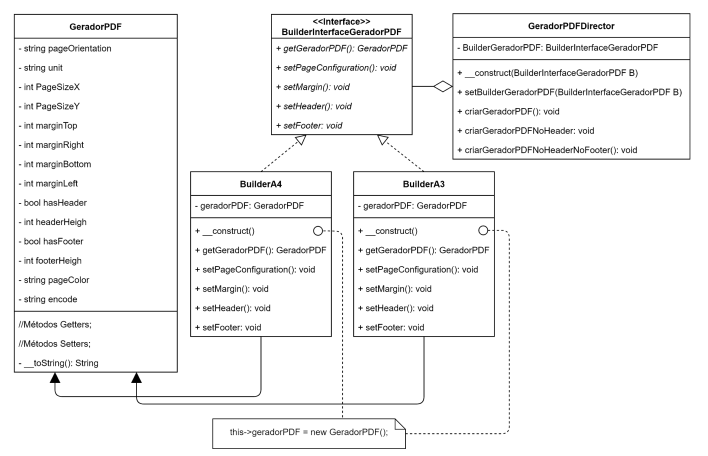 GeradorPDF
- string pageOrientation
- string unit
- int PageSizeX
- int PageSizeY
- int marginTop
- int marginRight
- int marginBottom
- int marginLeft
- bool hasHeader
- int headerHeigh
- bool hasFooter
- int footerHeigh
- string pageColor
- string encode
//Métodos Getters;
//Métodos Setters;
- __toString(): String
<<Interface>>
BuilderInterfaceGeradorPDF
+ getGeradorPDF(): GeradorPDF
+ setPageConfiguration(): void
+ setMargin(): void
+ setHeader(): void
+ setFooter: void
GeradorPDFDirector
- BuilderGeradorPDF: BuilderInterfaceGeradorPDF
+ __construct(BuilderInterfaceGeradorPDF B)
+ setBuilderGeradorPDF(BuilderInterfaceGeradorPDF B)
+ criarGeradorPDF(): void
+ criarGeradorPDFNoHeader: void
+ criarGeradorPDFNoHeaderNoFooter(): void
BuilderA4
- geradorPDF: GeradorPDF
+ __construct()
+ getGeradorPDF(): GeradorPDF
+ setPageConfiguration(): void
+ setMargin(): void
+ setHeader(): void
+ setFooter: void
BuilderA3
- geradorPDF: GeradorPDF
+ __construct()
+ getGeradorPDF(): GeradorPDF
+ setPageConfiguration(): void
+ setMargin(): void
+ setHeader(): void
+ setFooter: void
this->geradorPDF = new GeradorPDF();